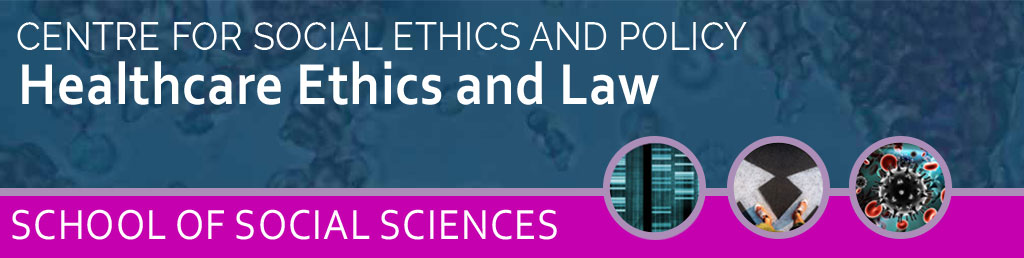 CENTRE FOR SOCIAL ETHICS AND POLICY
Healthcare Ethics and Law
SCHOOL OF SOCIAL SCIENCES